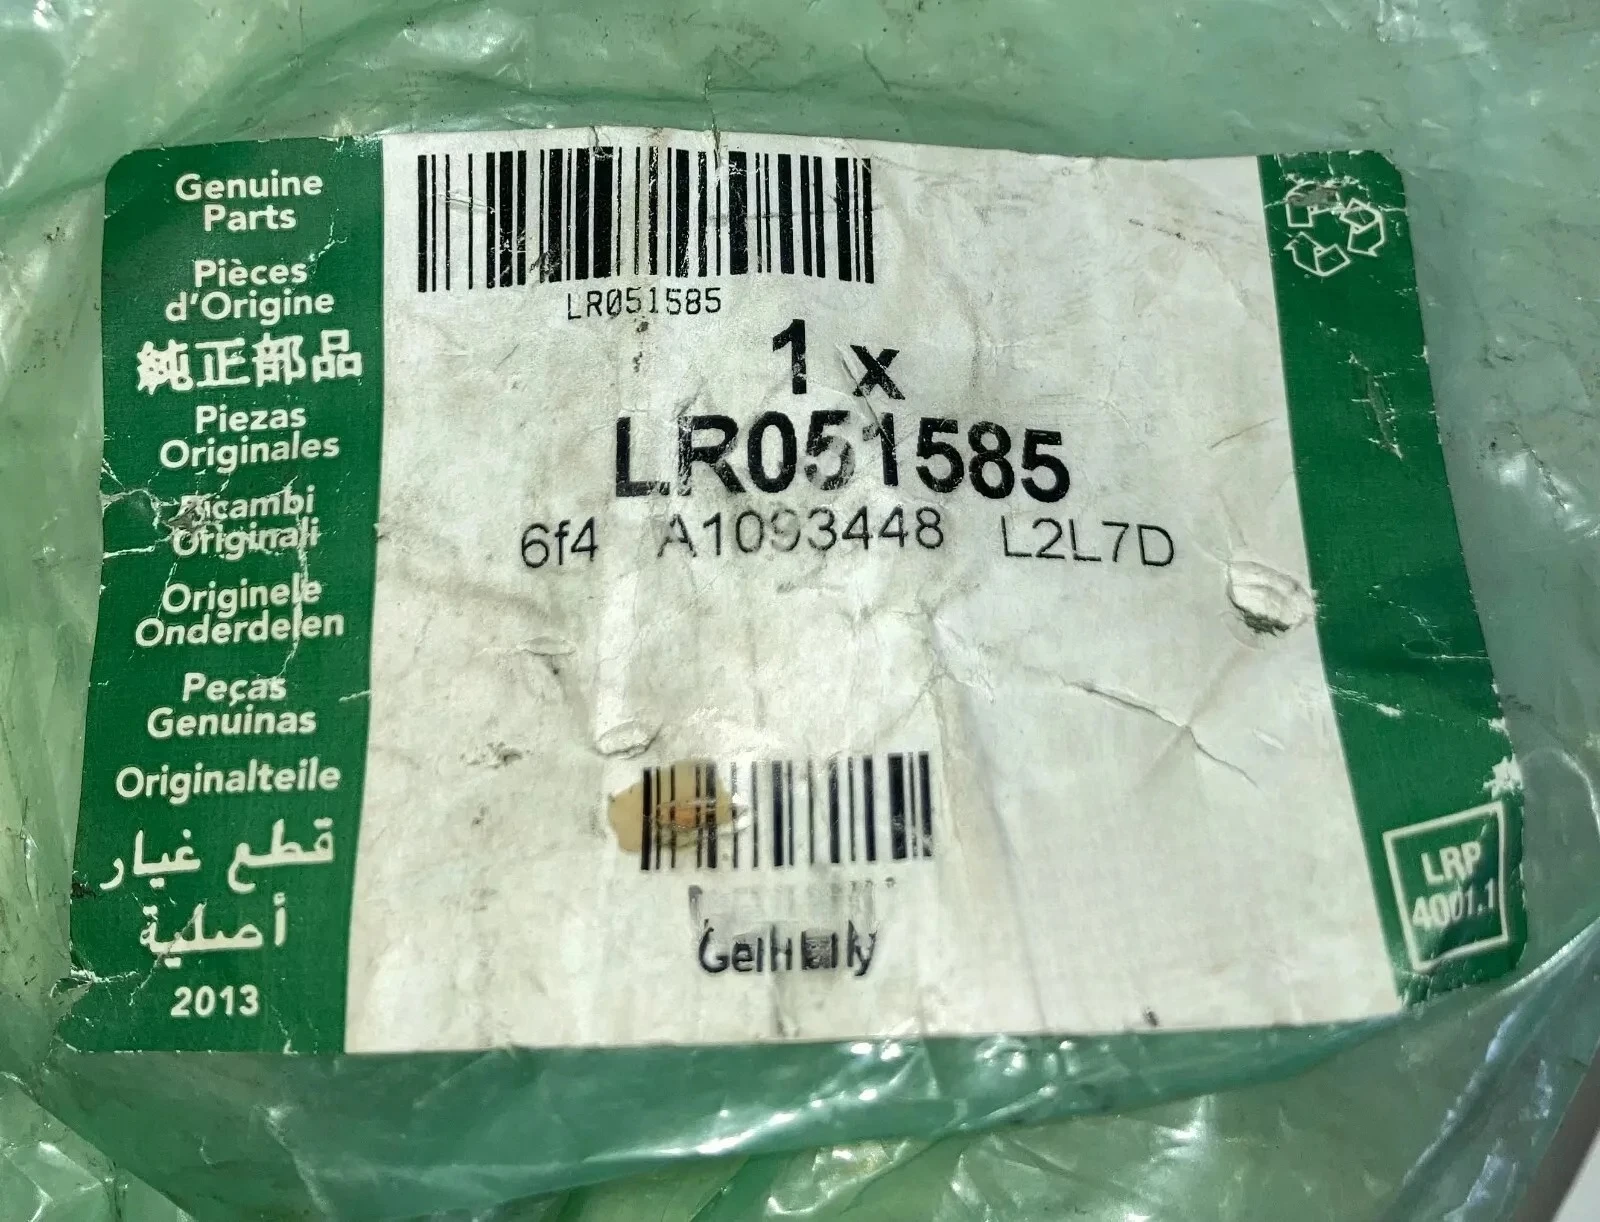 Genuine
Parts
Pièces
d'Origine
純正部品
Piezas
Originales
Ricambi
Originali
Originele
Onderdelen
Peças
Genuinas
Originalteile
قطع غيار
أصلية
2013
LR051585
1 x
LR051585
6f4 A1093448 L2L7D
LRP
4001.1